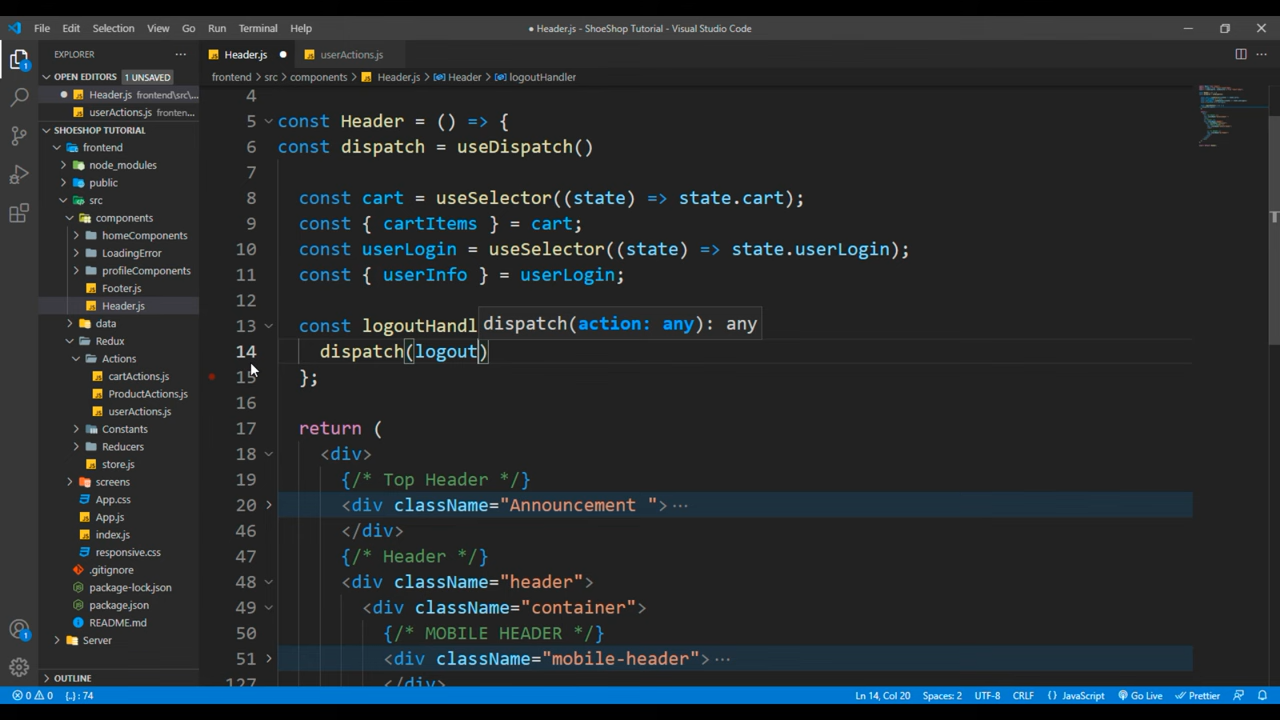 File Edit Selection View Go Run Terminal Help ● Header.js - ShoeShop Tutorial - Visual Studio Code
EXPLORER ···
OPEN EDITORS 1 UNSAVED
● Header.js frontend\src\...
userActions.js fronten...
SHOESHOP TUTORIAL
frontend
node_modules
public
src
components
homeComponents
LoadingError
profileComponents
Footer.js
Header.js
data
Redux
Actions
cartActions.js
ProductActions.js
userActions.js
Constants
Reducers
store.js
screens
App.css
App.js
index.js
responsive.css
.gitignore
package-lock.json
package.json
README.md
Server
OUTLINE
Header.js ● userActions.js
frontend > src > components > Header.js > Header > logoutHandler
4
5 const Header = () => {
6 const dispatch = useDispatch()
7
8 const cart = useSelector((state) => state.cart);
9 const { cartItems } = cart;
10 const userLogin = useSelector((state) => state.userLogin);
11 const { userInfo } = userLogin;
12
dispatch(action: any): any
13 const logoutHandl
14 dispatch(logout)
15 };
16
17 return (
18 <div>
19 {/* Top Header */}
20 <div className="Announcement "> ···
46 </div>
47 {/* Header */}
48 <div className="header">
49 <div className="container">
50 {/* MOBILE HEADER */}
51 <div className="mobile-header"> ···
127 </div>
0 0 {..}: 74 Ln 14, Col 20 Spaces: 2 UTF-8 CRLF {} JavaScript Go Live Prettier